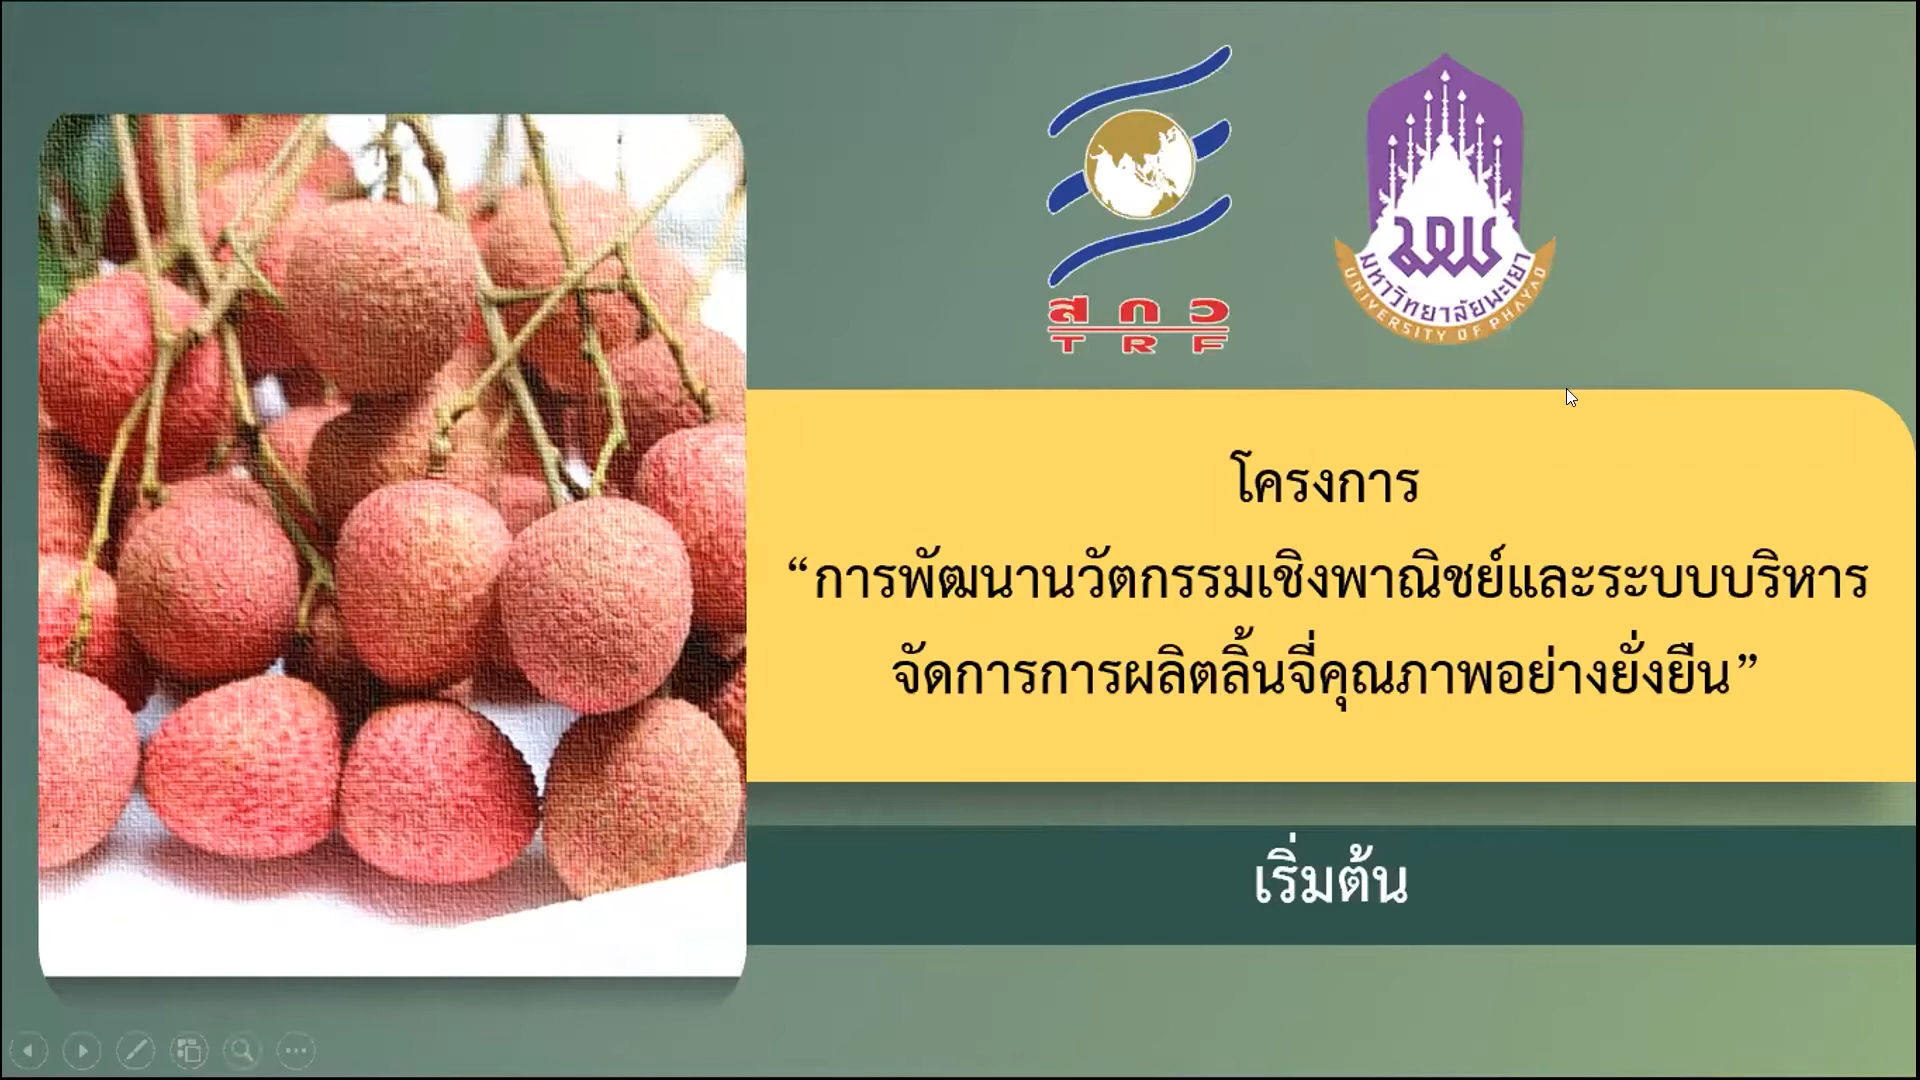 สกว
TRF
มพย
มหาวิทยาลัยพะเยา
UNIVERSITY OF PHAYAO
โครงการ
“การพัฒนานวัตกรรมเชิงพาณิชย์และระบบบริหาร
จัดการการผลิตลิ้นจี่คุณภาพอย่างยั่งยืน”
เริ่มต้น